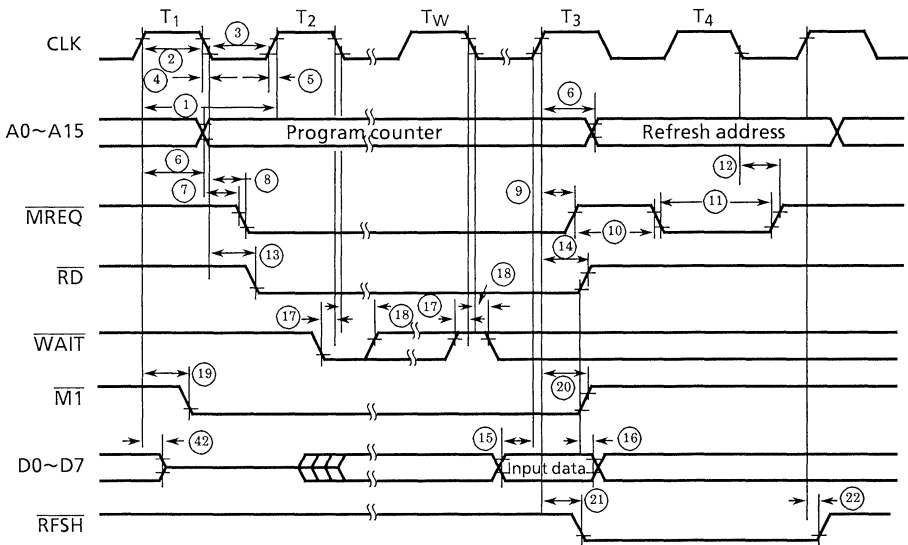 T1 T2 TW T3 T4
CLK
③
②
④ ⑤
① ⑥
A0~A15 Program counter Refresh address
⑥ ⑫
⑦ ⑧ ⑨ ⑪
MREQ
⑩
⑬ ⑭
RD
⑰ ⑱ ⑰ ⑱
WAIT
⑲ ⑳
M1
㊷ ⑮ ⑯
D0~D7 Input data
㉑ ㉒
RFSH